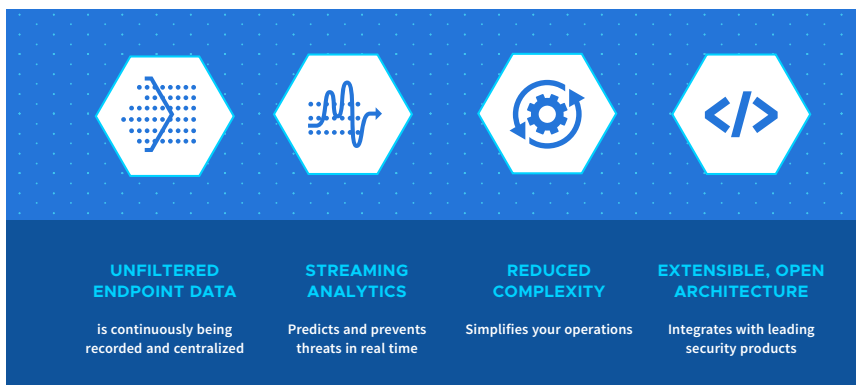 UNFILTERED
ENDPOINT DATA
is continuously being
recorded and centralized
STREAMING
ANALYTICS
Predicts and prevents
threats in real time
REDUCED
COMPLEXITY
Simplifies your operations
</>
EXTENSIBLE, OPEN
ARCHITECTURE
Integrates with leading
security products